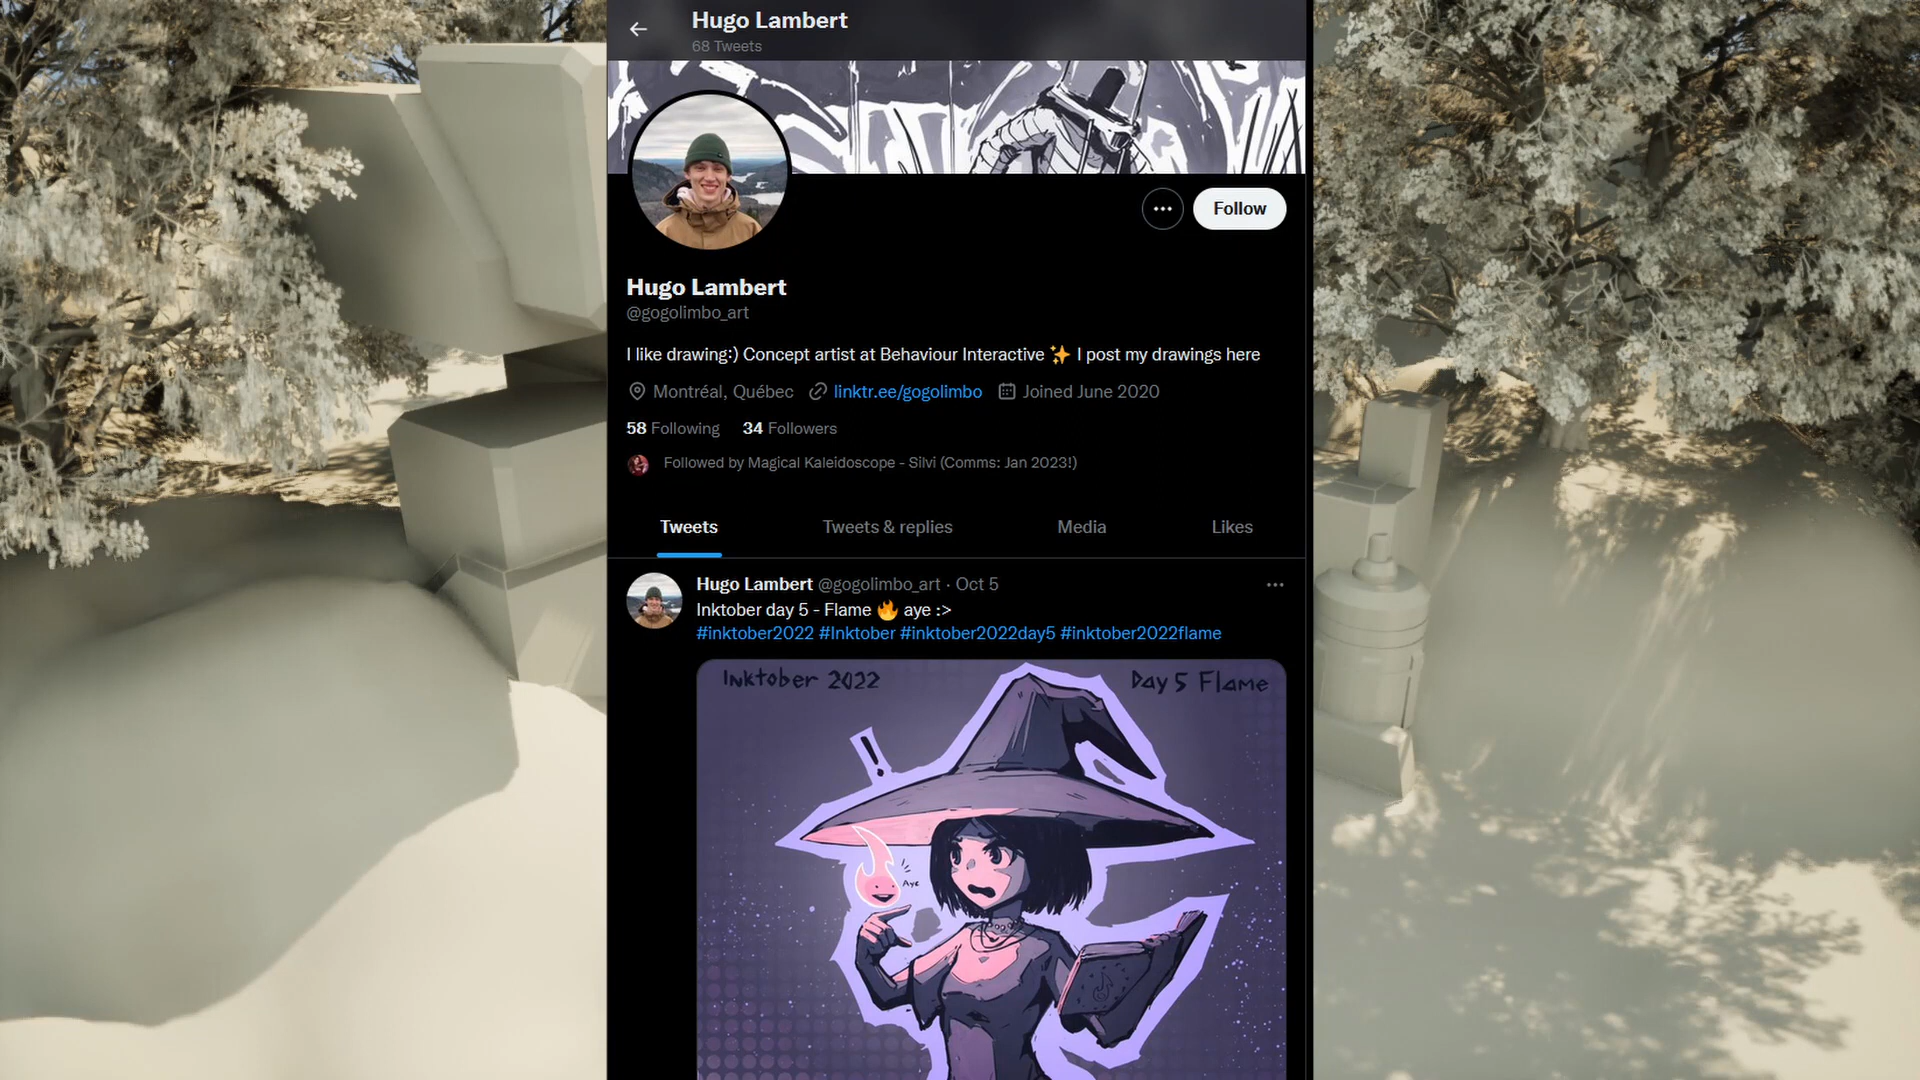 Hugo Lambert
68 Tweets
Follow
Hugo Lambert
@gogolimbo_art
I like drawing:) Concept artist at Behaviour Interactive ✨ I post my drawings here
Montréal, Québec linktr.ee/gogolimbo Joined June 2020
58 Following 34 Followers
Followed by Magical Kaleidoscope - Silvi (Comms: Jan 2023!)
Tweets Tweets & replies Media Likes
Hugo Lambert @gogolimbo_art · Oct 5
Inktober day 5 - Flame 🔥 aye :>
#inktober2022 #Inktober #inktober2022day5 #inktober2022flame
Inktober 2022 Day 5 Flame
!
Aye